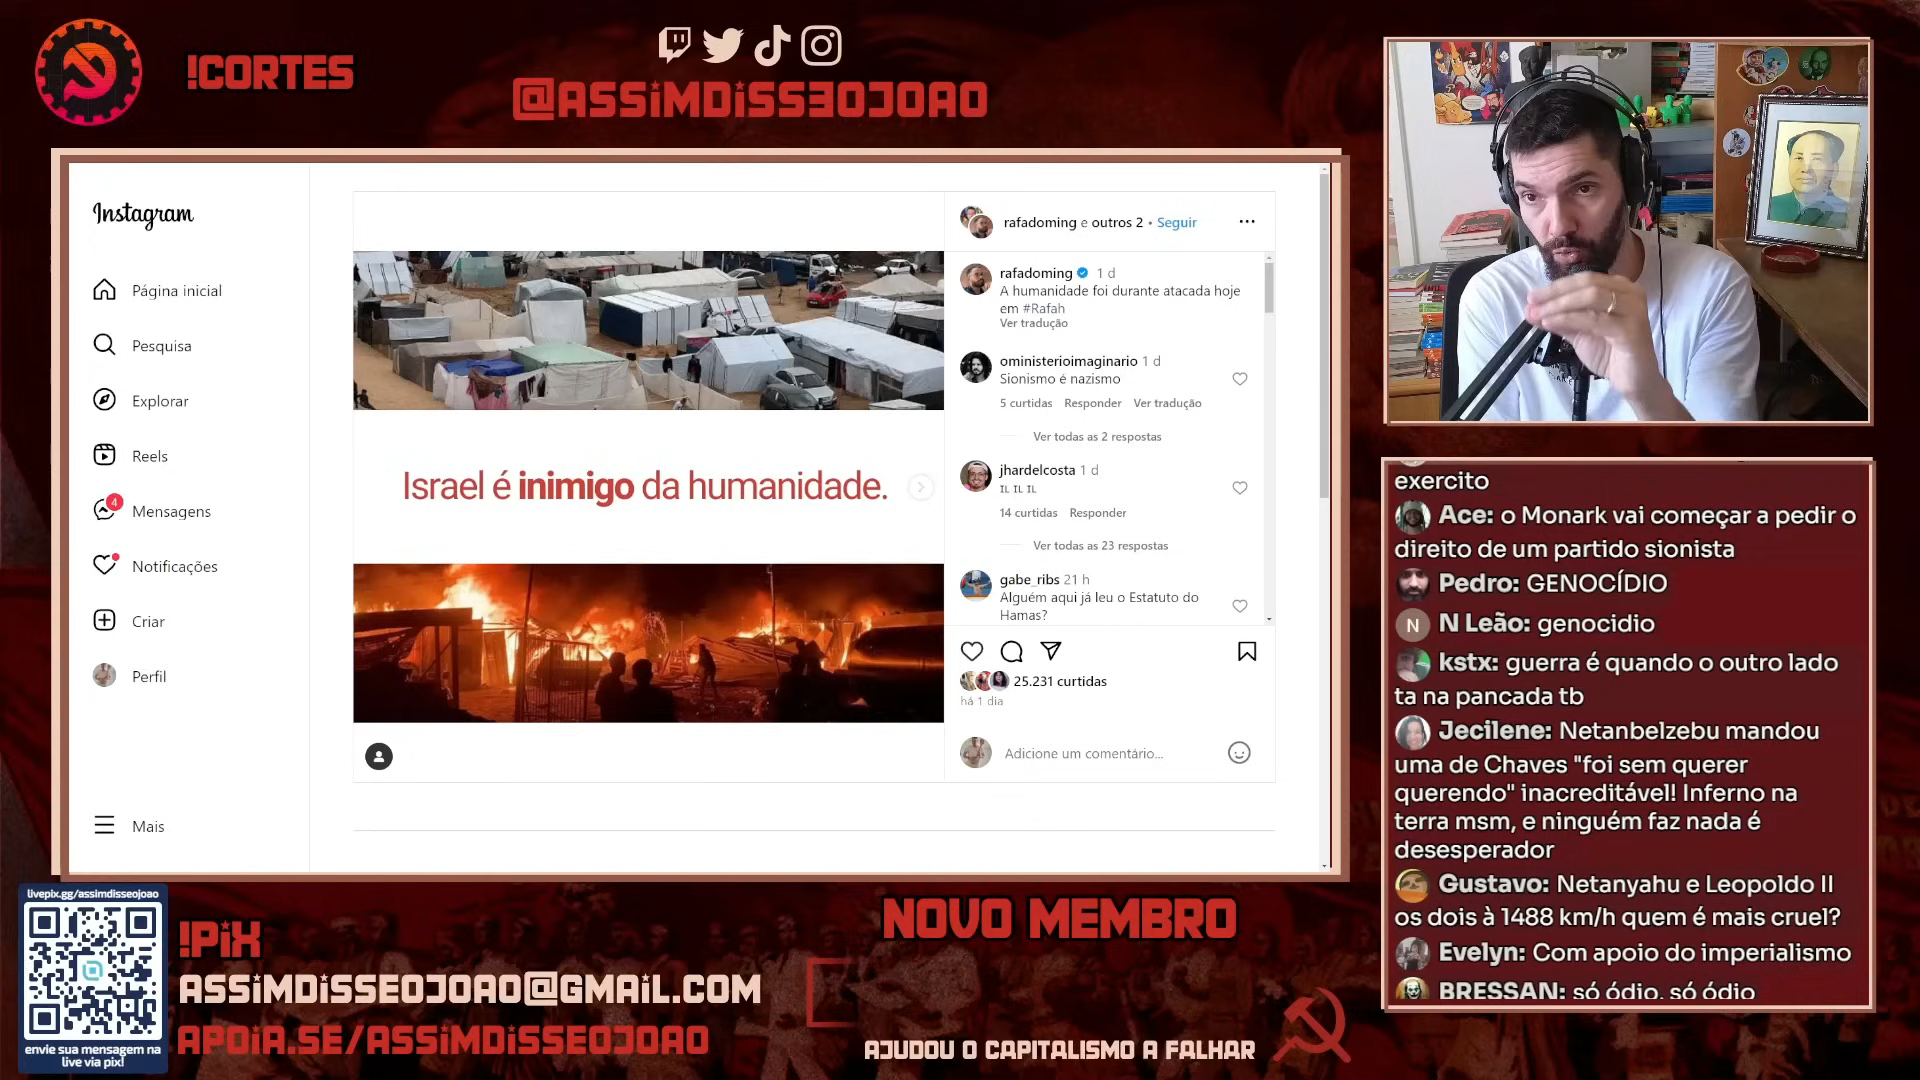 !CORTES
@ASSIMDISSEOJOAO
Instagram
Página inicial
Pesquisa
Explorar
Reels
4
Mensagens
Notificações
Criar
Perfil
Mais
Israel é inimigo da humanidade.
rafadoming e outros 2 • Seguir
rafadoming 1 d
A humanidade foi durante atacada hoje
em #Rafah
Ver tradução
oministerioimaginario 1 d
Sionismo é nazismo
5 curtidas Responder Ver tradução
Ver todas as 2 respostas
jhardelcosta 1 d
IL IL IL
14 curtidas Responder
Ver todas as 23 respostas
gabe_ribs 21 h
Alguém aqui já leu o Estatuto do
Hamas?
25.231 curtidas
há 1 dia
Adicione um comentário...
exercito
Ace: o Monark vai começar a pedir o
direito de um partido sionista
Pedro: GENOCÍDIO
N
N Leão: genocidio
kstx: guerra é quando o outro lado
ta na pancada tb
Jecilene: Netanbelzebu mandou
uma de Chaves "foi sem querer
querendo" inacreditável! Inferno na
terra msm, e ninguém faz nada é
desesperador
Gustavo: Netanyahu e Leopoldo II
os dois à 1488 km/h quem é mais cruel?
Evelyn: Com apoio do imperialismo
BRESSAN: só ódio, só ódio
livepix.gg/assimdisseojoao
envie sua mensagem na
live via pix!
!PIX
ASSIMDISSEOJOAO@GMAIL.COM
APOIA.SE/ASSIMDISSEOJOAO
NOVO MEMBRO
AJUDOU O CAPITALISMO A FALHAR